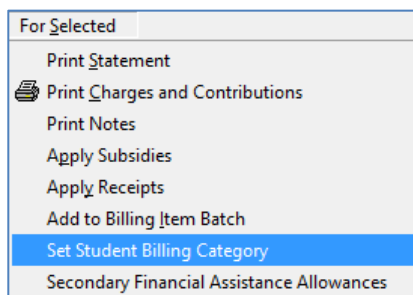 For Selected
Print Statement
Print Charges and Contributions
Print Notes
Apply Subsidies
Apply Receipts
Add to Billing Item Batch
Set Student Billing Category
Secondary Financial Assistance Allowances